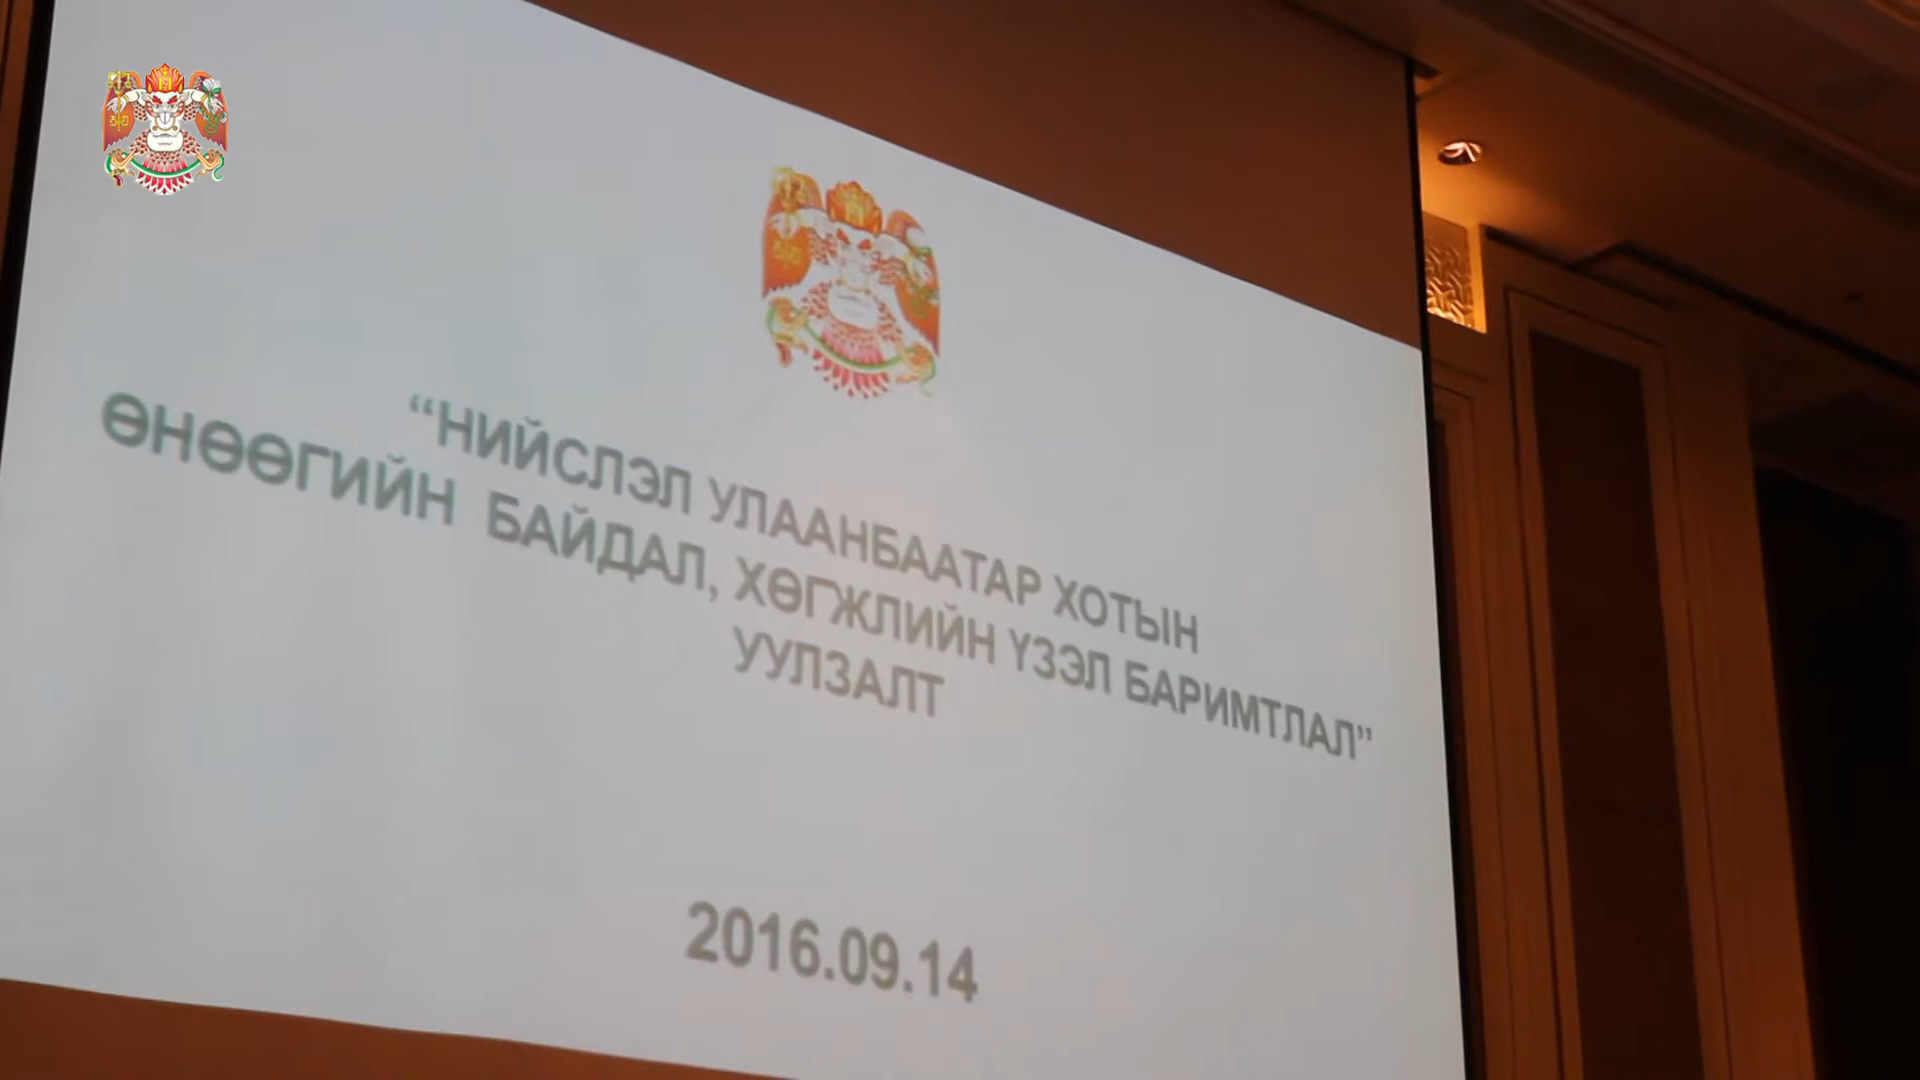 “НИЙСЛЭЛ УЛААНБААТАР ХОТЫН
ӨНӨӨГИЙН БАЙДАЛ, ХӨГЖЛИЙН ҮЗЭЛ БАРИМТЛАЛ”
УУЛЗАЛТ
2016.09.14